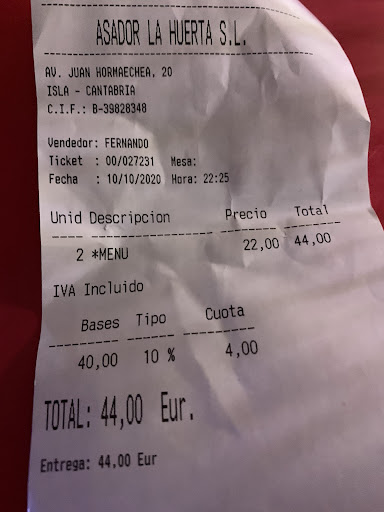 ASADOR LA HUERTA S.L.
AV. JUAN HORMAECHEA, 20
ISLA - CANTABRIA
C.I.F.: B-39828348
Vendedor: FERNANDO
Ticket : 00/027231 Mesa:
Fecha : 10/10/2020 Hora: 22:25
Unid Descripcion Precio Total
2 *MENU 22,00 44,00
IVA Incluido
Bases Tipo Cuota
40,00 10 % 4,00
TOTAL: 44,00 Eur.
Entrega: 44,00 Eur